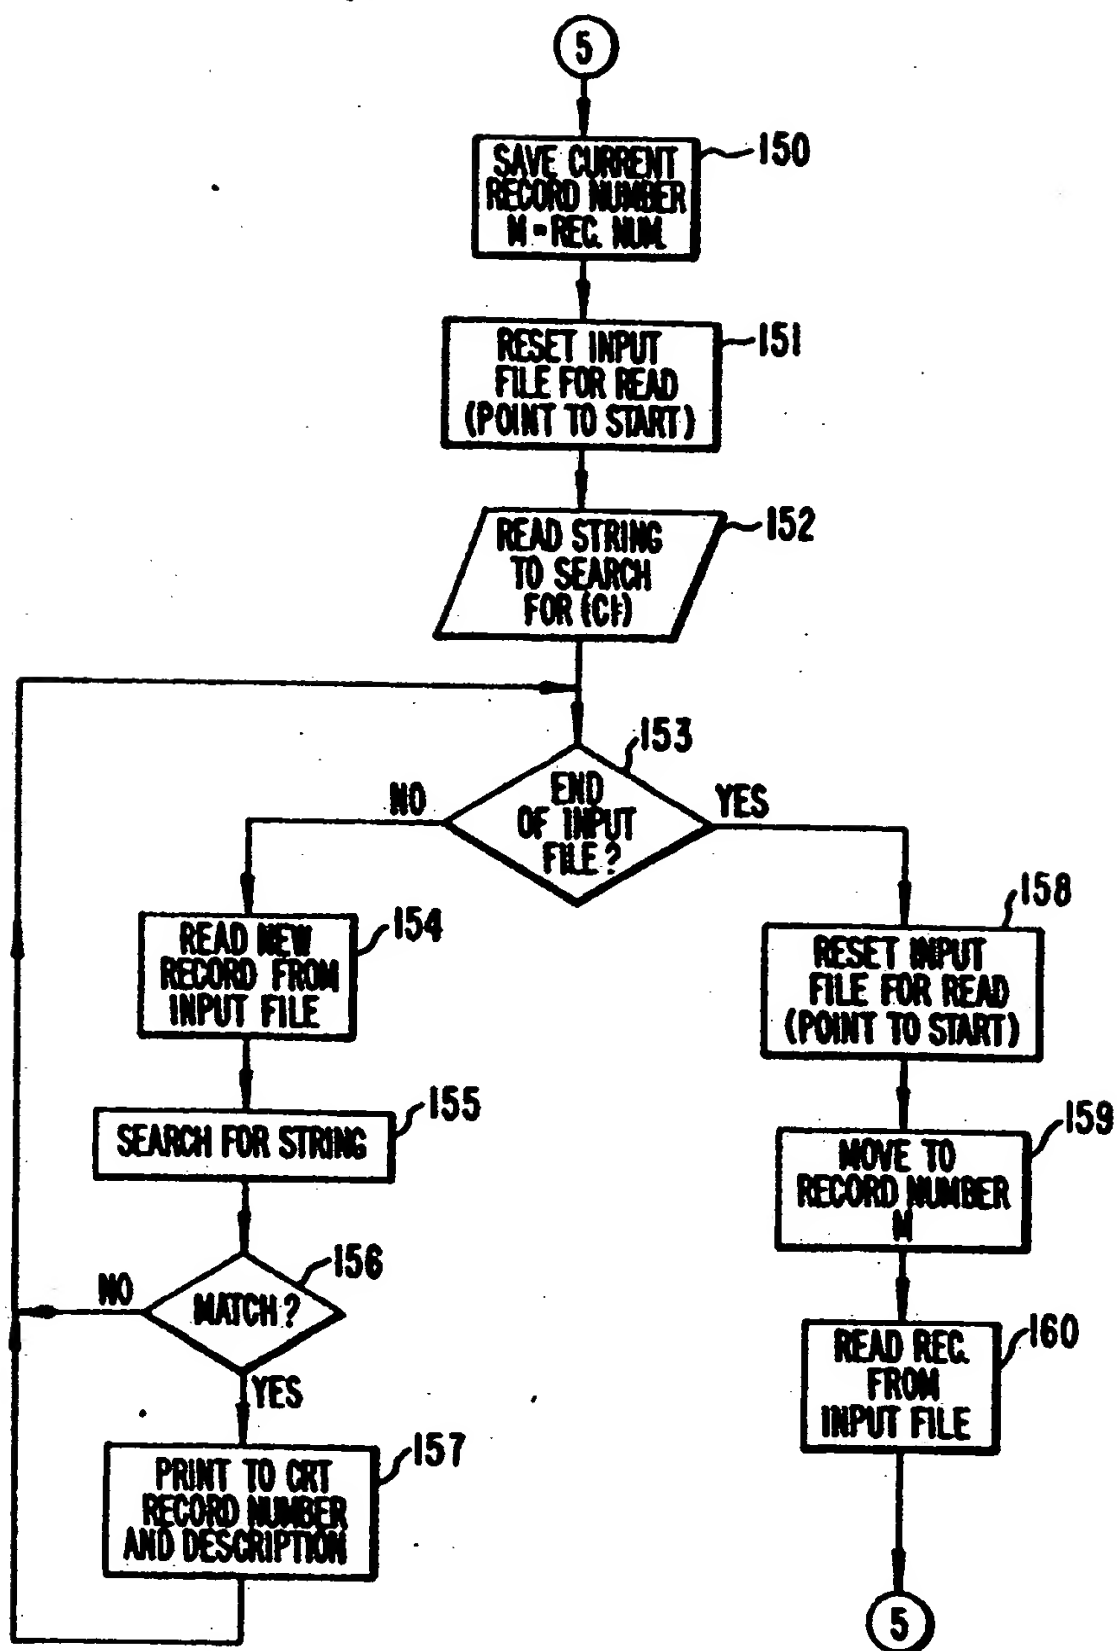 5
SAVE CURRENT
RECORD NUMBER
M = REC. NUM.
150
RESET INPUT
FILE FOR READ
(POINT TO START)
151
READ STRING
TO SEARCH
FOR
152
END
OF INPUT
FILE?
153
NO
YES
READ NEW
RECORD FROM
INPUT FILE
154
SEARCH FOR STRING
155
MATCH?
156
NO
YES
PRINT TO CRT
RECORD NUMBER
AND DESCRIPTION
157
RESET INPUT
FILE FOR READ
(POINT TO START)
158
MOVE TO
RECORD NUMBER
M
159
READ REC.
FROM
INPUT FILE
160
5